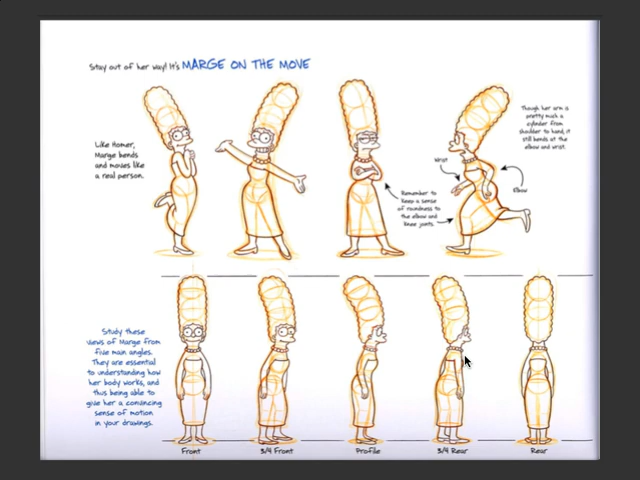 Stay out of her way! It's MARGE ON THE MOVE
Like Homer,
Marge bends
and moves like
a real person.
Though her arm is
pretty much a
cylinder from
shoulder to hand, it
still bends at the
elbow and wrist.
Wrist
Elbow
Remember to
keep a sense
of roundness to
the elbow and
knee joints.
Study these
views of Marge from
five main angles.
They are essential
to understanding how
her body works, and
thus being able to
give her a convincing
sense of motion
in your drawings.
Front
3/4 Front
Profile
3/4 Rear
Rear